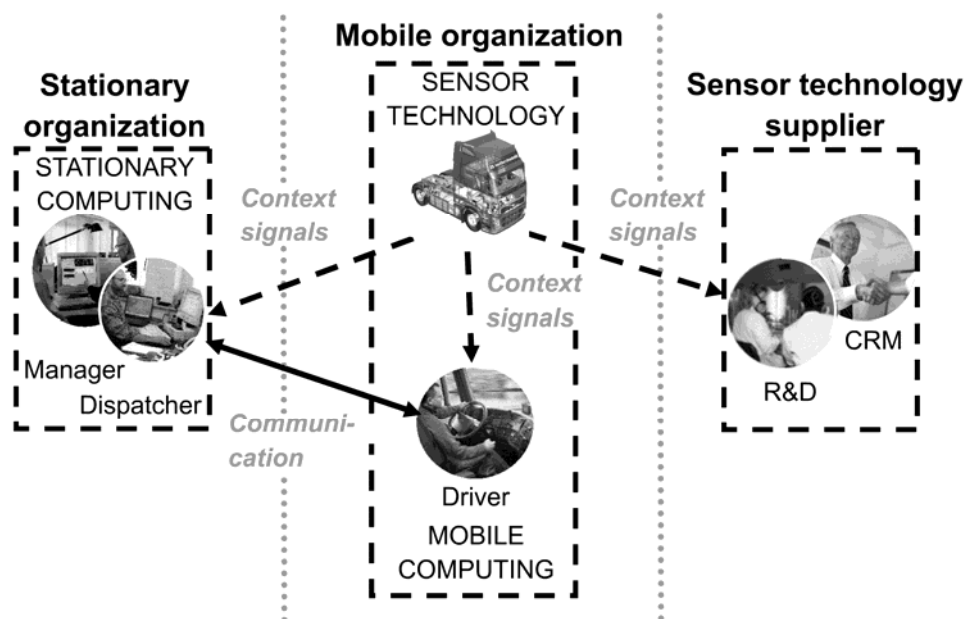 Mobile organization
Stationary
organization
Sensor technology
supplier
STATIONARY
COMPUTING
Manager
Dispatcher
Context
signals
SENSOR
TECHNOLOGY
Context
signals
Context
signals
Communi-
cation
Driver
MOBILE
COMPUTING
CRM
R&D